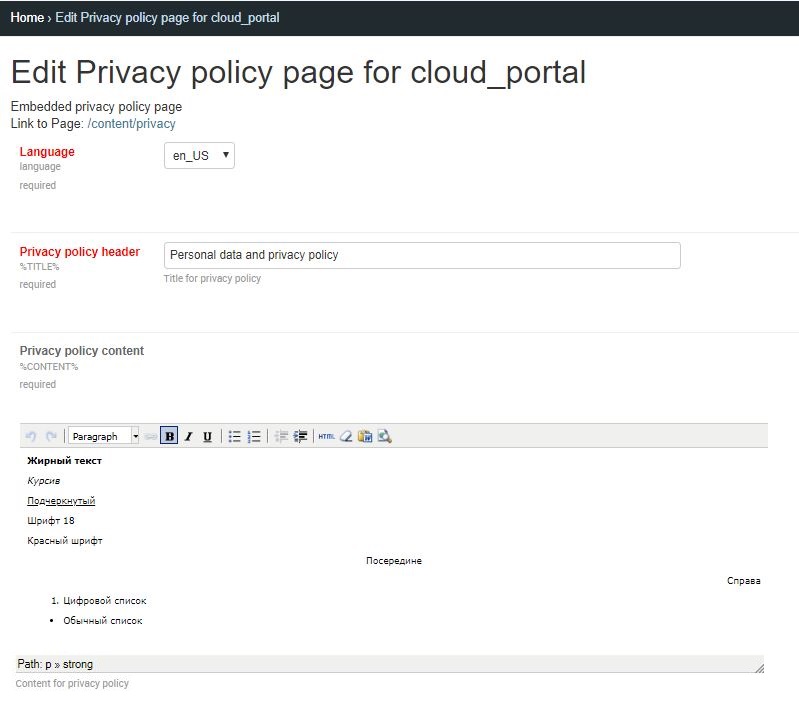 Home › Edit Privacy policy page for cloud_portal
Edit Privacy policy page for cloud_portal
Embedded privacy policy page
Link to Page: /content/privacy
Language
language
required
en_US
Privacy policy header
%TITLE%
required
Personal data and privacy policy
Title for privacy policy
Privacy policy content
%CONTENT%
required
Paragraph B I U HTML
Жирный текст
Курсив
Подчеркнутый
Шрифт 18
Красный шрифт
Посередине
Справа
1. Цифровой список
• Обычный список
Path: p » strong
Content for privacy policy